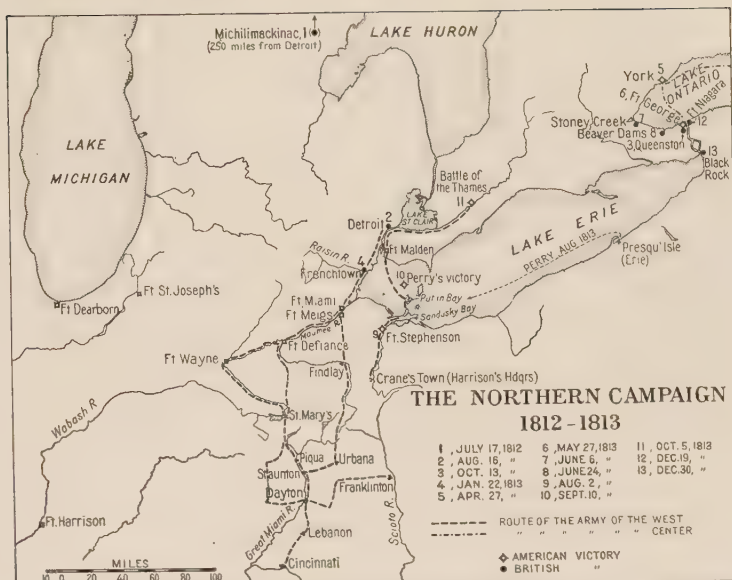 Michilimackinac, 1
(250 miles from Detroit)
LAKE HURON
York 5
LAKE
ONTARIO
6, Ft George
Ft Niagara
12
Stoney Creek
7
Beaver Dams 8
3, Queenston
13
Black
Rock
LAKE
MICHIGAN
Battle of
the Thames
11
LAKE
ST CLAIR
Detroit
2
LAKE ERIE
Ft Malden
Raisin R.
4
Frenchtown
10
Perry's victory
PERRY, AUG 1813
Presqu' Isle
(Erie)
Put in Bay
Sandusky Bay
Ft Dearborn
Ft St. Joseph's
Ft Miami
Ft Meigs
Maumee R.
9
Ft. Stephenson
Ft Wayne
Ft Defiance
Findlay
Crane's Town (Harrison's Hdqrs)
Wabash R
St. Mary's
Piqua
Urbana
Staunton
Dayton
Franklinton
Ft. Harrison
Great Miami R.
Scioto R.
Lebanon
Cincinnati
MILES
10 0 20 40 60 80 100
THE NORTHERN CAMPAIGN
1812-1813
1, JULY 17, 1812
2, AUG. 16, "
3, OCT. 13, "
4, JAN. 22, 1813
5, APR. 27, "
6, MAY 27, 1813
7, JUNE 6, "
8, JUNE 24, "
9, AUG. 2, "
10, SEPT. 10, "
11, OCT. 5, 1813
12, DEC. 19, "
13, DEC. 30, "
ROUTE OF THE ARMY OF THE WEST
" " " " " " CENTER
AMERICAN VICTORY
BRITISH "